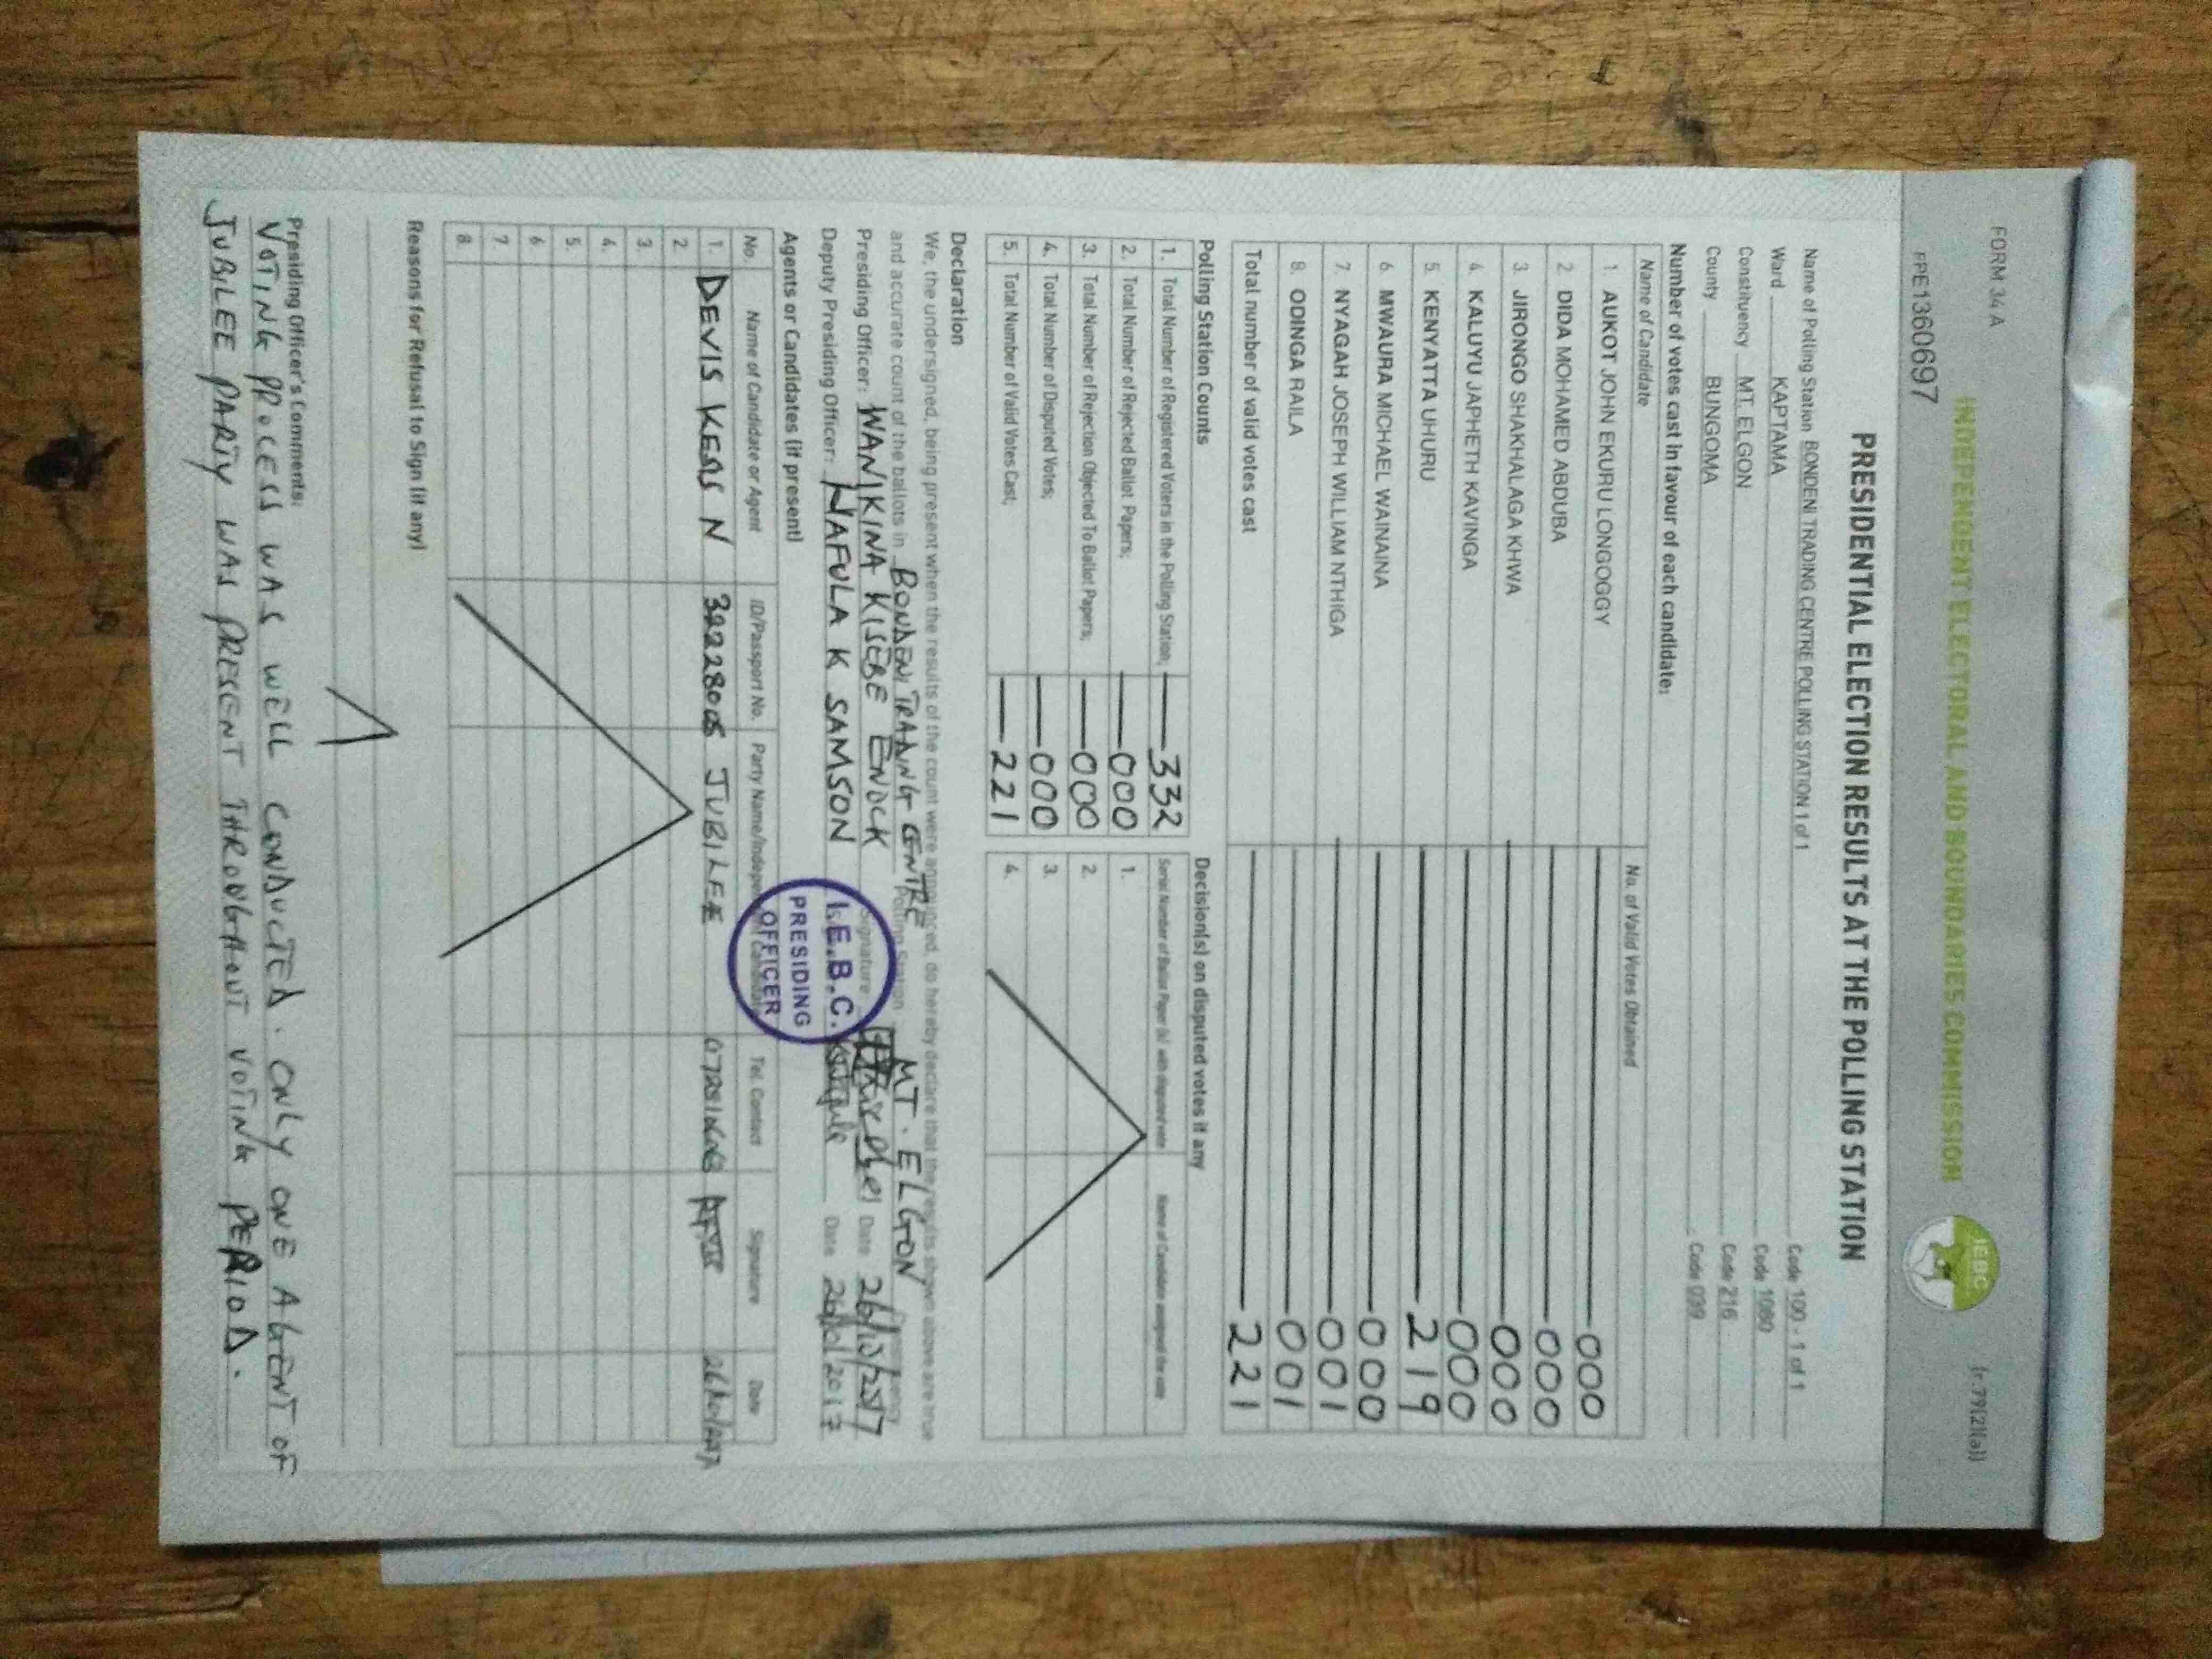 FORM 34 A
(r.79(2)(a))
PPE1360697
INDEPENDENT ELECTORAL AND BOUNDARIES COMMISSION
IEBC
PRESIDENTIAL ELECTION RESULTS AT THE POLLING STATION
Name of Polling Station BONDENI TRADING CENTRE POLLING STATION 1 of 1 Code 100 - 1 of 1
Ward KAPTAMA Code 1080
Constituency MT. ELGON Code 216
County BUNGOMA Code 039
Number of votes cast in favour of each candidate:
Name of Candidate No. of Valid Votes Obtained
1. AUKOT JOHN EKURU LONGOGGY 000
2. DIDA MOHAMED ABDUBA 000
3. JIRONGO SHAKHALAGA KHWA 000
4. KALUYU JAPHETH KAVINGA 000
5. KENYATTA UHURU 219
6. MWAURA MICHAEL WAINAINA 000
7. NYAGAH JOSEPH WILLIAM NTHIGA 001
8. ODINGA RAILA 001
Total number of valid votes cast 221
Polling Station Counts
1. Total Number of Registered Voters in the Polling Station; 332
2. Total Number of Rejected Ballot Papers; 000
3. Total Number of Rejection Objected To Ballot Papers; 000
4. Total Number of Disputed Votes; 000
5. Total Number of Valid Votes Cast; 221
Decision(s) on disputed votes if any
Serial Number of Ballot Paper (s) with disputed vote Name of Candidate assigned the vote
1.
2.
3.
4.
Declaration
We, the undersigned, being present when the results of the count were announced, do hereby declare that the results shown above are true
and accurate count of the ballots in BONDENI TRADING CENTRE Polling Station MT. ELGON Constituency
Presiding Officer: WANJKINA KISEBE ENOCK Signature Date 26/10/2017
Deputy Presiding Officer: NAFULA K SAMSON Date 26/10/2017
I.E.B.C.
PRESIDING
OFFICER
Agents or Candidates (if present)
No. Name of Candidate or Agent ID/Passport No. Party Name/Independent Candidate Tel. Contact Signature Date
1. DEVIS KERS N JUBILEE
2.
3.
4.
5.
6.
7.
8.
Reasons for Refusal to Sign (if any)
Presiding Officer's Comments:
VOTING PROCESS WAS WELL CONDUCTED. ONLY ONE AGENT OF
JUBILEE PARTY WAS PRESENT THROUGHOUT VOTING PERIOD.